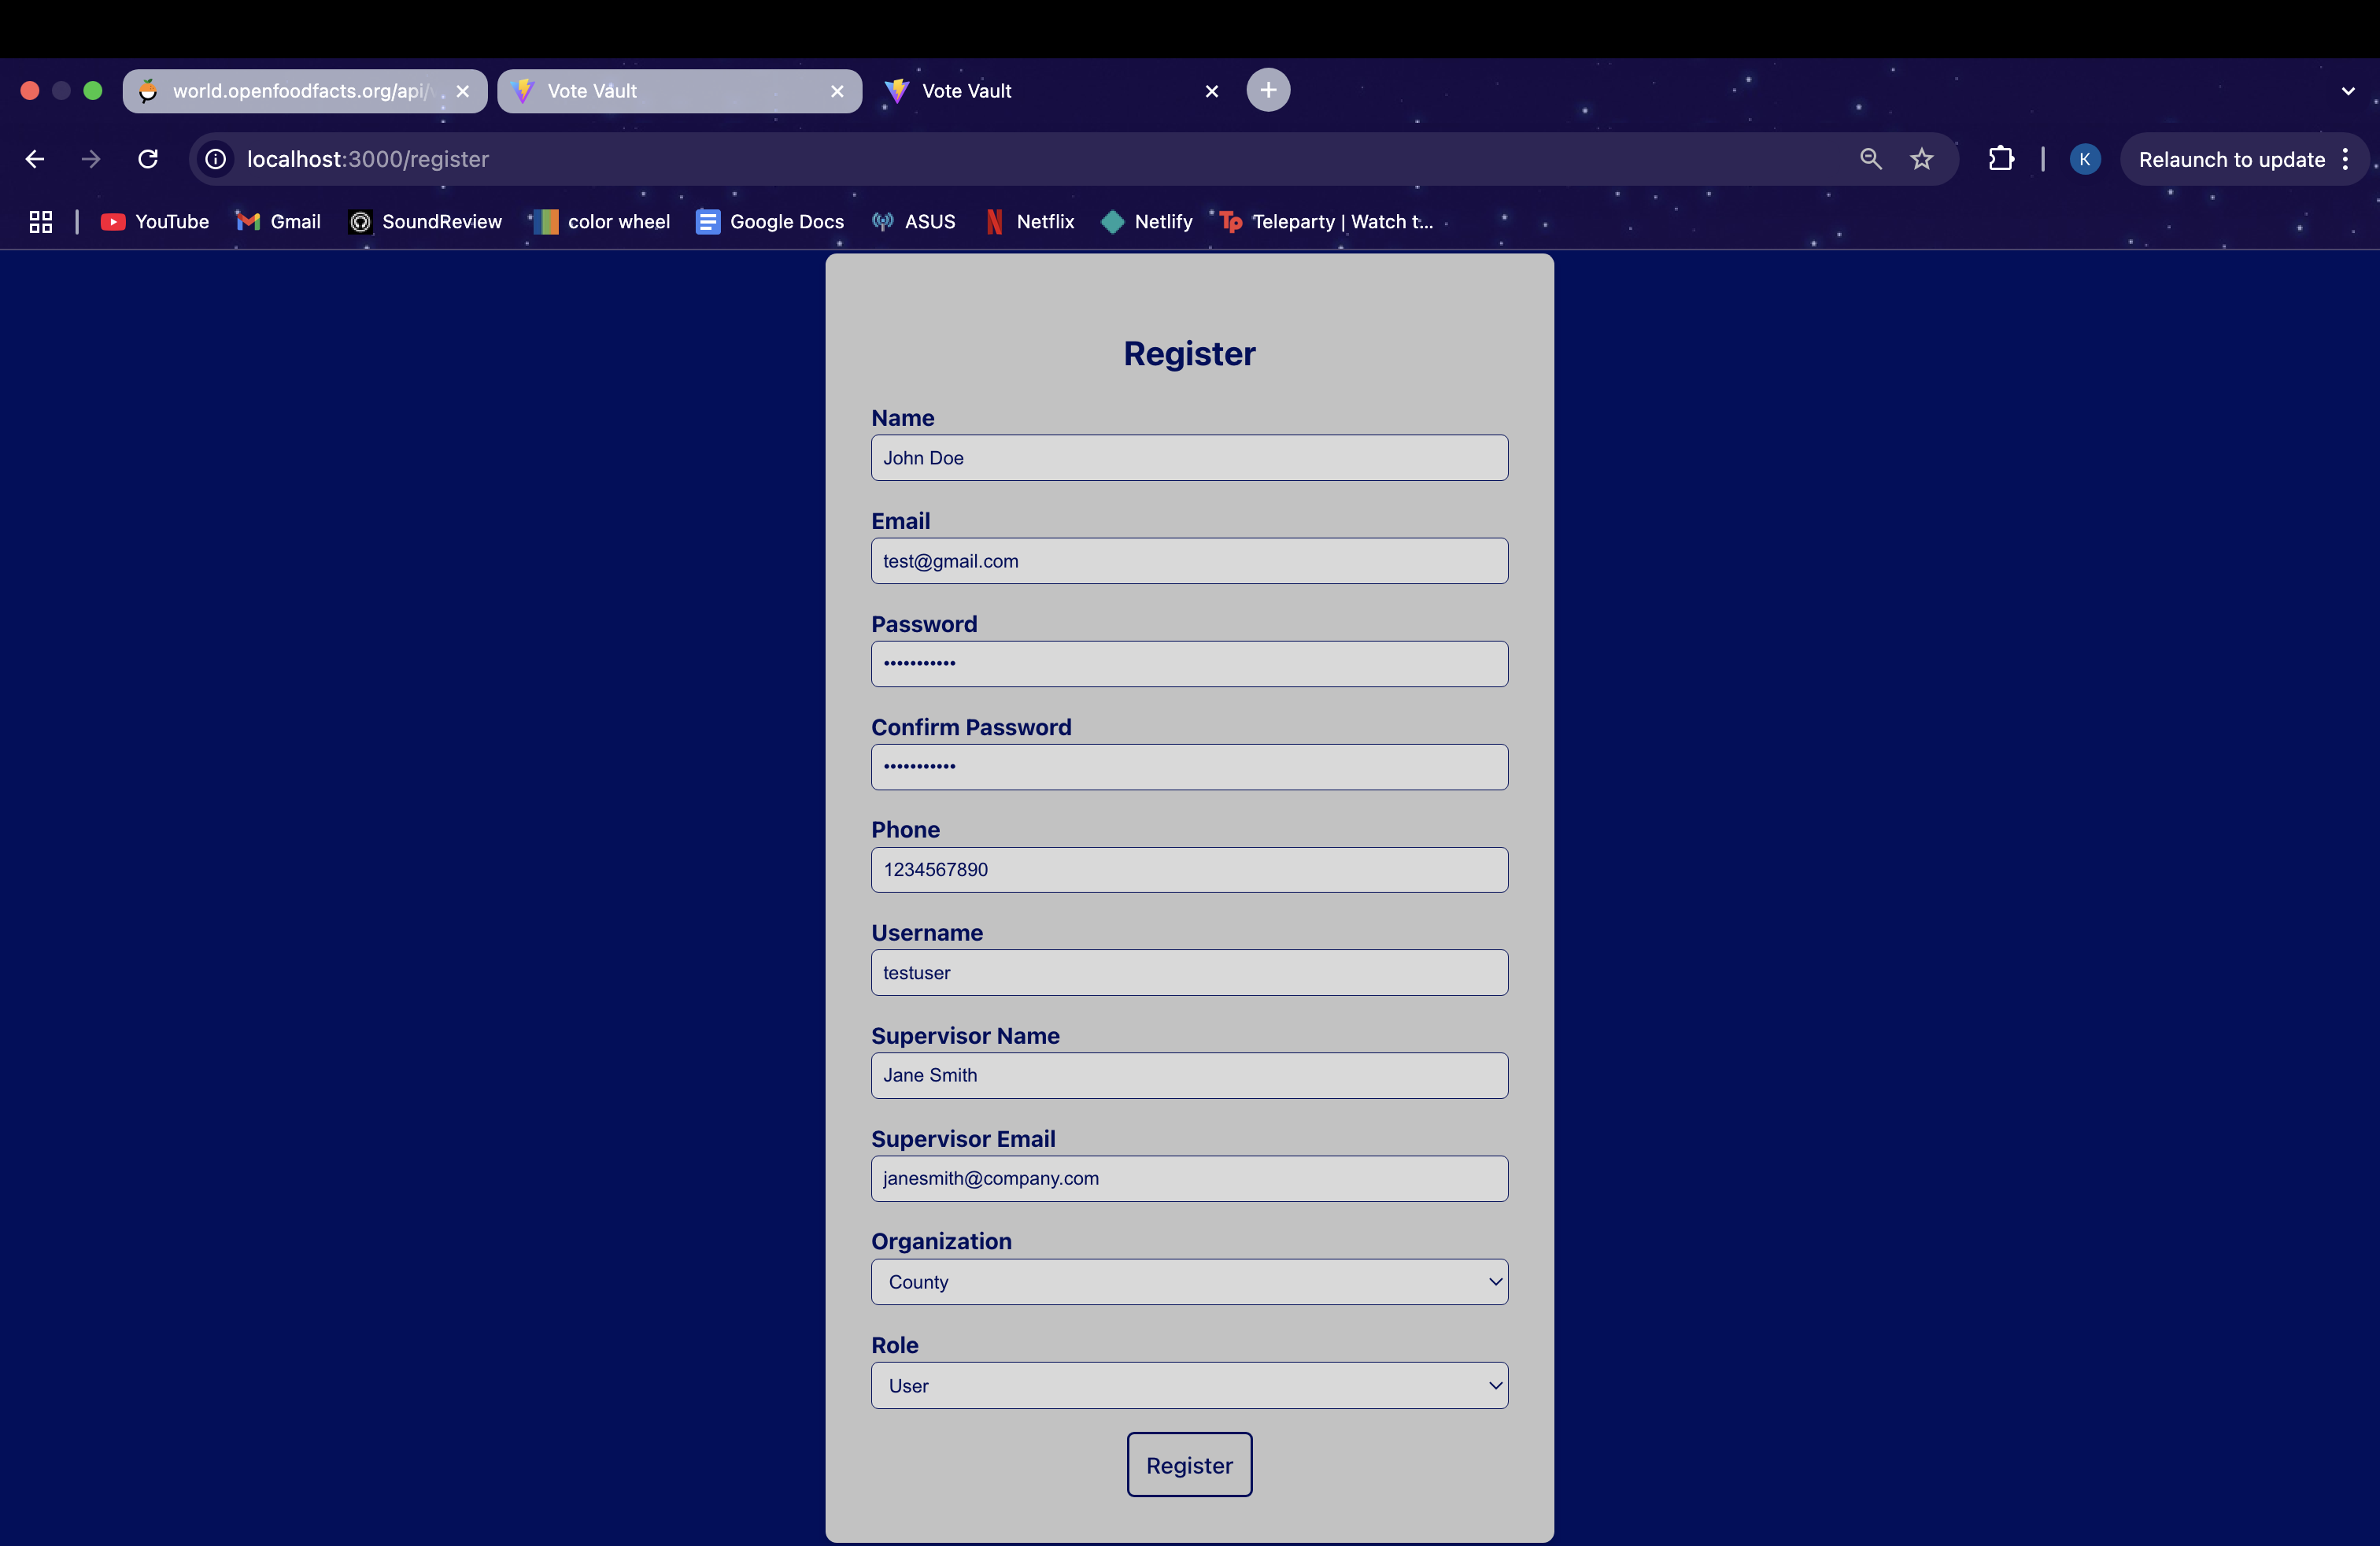 world.openfoodfacts.org/api/
Vote Vault
Vote Vault
localhost:3000/register
K
Relaunch to update
YouTube
Gmail
SoundReview
color wheel
Google Docs
ASUS
Netflix
Netlify
Tp
Teleparty | Watch t...
Register
Name
John Doe
Email
test@gmail.com
Password
•••••••••••
Confirm Password
•••••••••••
Phone
1234567890
Username
testuser
Supervisor Name
Jane Smith
Supervisor Email
janesmith@company.com
Organization
County
Role
User
Register